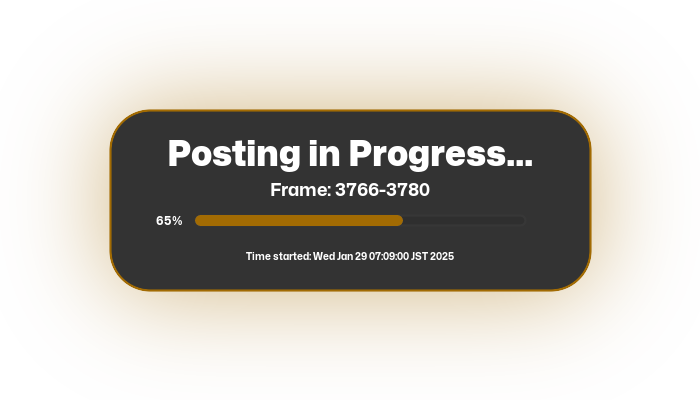 Posting in Progress...
Frame: 3766-3780
65%
Time started: Wed Jan 29 07:09:00 JST 2025